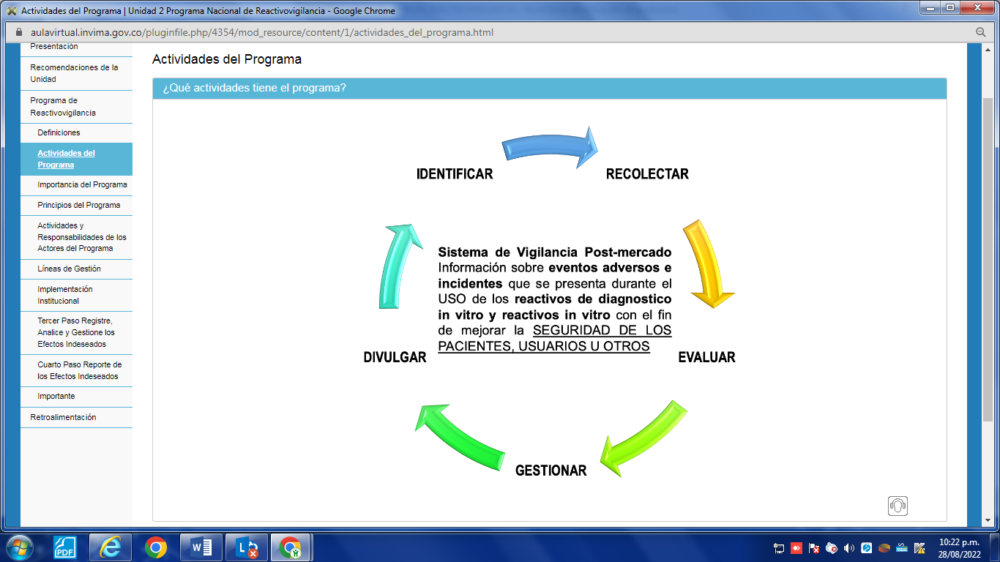 Actividades del Programa | Unidad 2 Programa Nacional de Reactivovigilancia - Google Chrome
aulavirtual.invima.gov.co/pluginfile.php/4354/mod_resource/content/1/actividades_del_programa.html
Presentación
Recomendaciones de la
Unidad
Programa de
Reactivovigilancia
Definiciones
Actividades del
Programa
Importancia del Programa
Principios del Programa
Actividades y
Responsabilidades de los
Actores del Programa
Líneas de Gestión
Implementación
Institucional
Tercer Paso Registre,
Analice y Gestione los
Efectos Indeseados
Cuarto Paso Reporte de
los Efectos Indeseados
Importante
Retroalimentación
Actividades del Programa
¿Qué actividades tiene el programa?
IDENTIFICAR
RECOLECTAR
Sistema de Vigilancia Post-mercado
Información sobre eventos adversos e
incidentes que se presenta durante el
USO de los reactivos de diagnostico
in vitro y reactivos in vitro con el fin
de mejorar la SEGURIDAD DE LOS
PACIENTES, USUARIOS U OTROS
DIVULGAR
EVALUAR
GESTIONAR
PDF
10:22 p.m.
28/08/2022